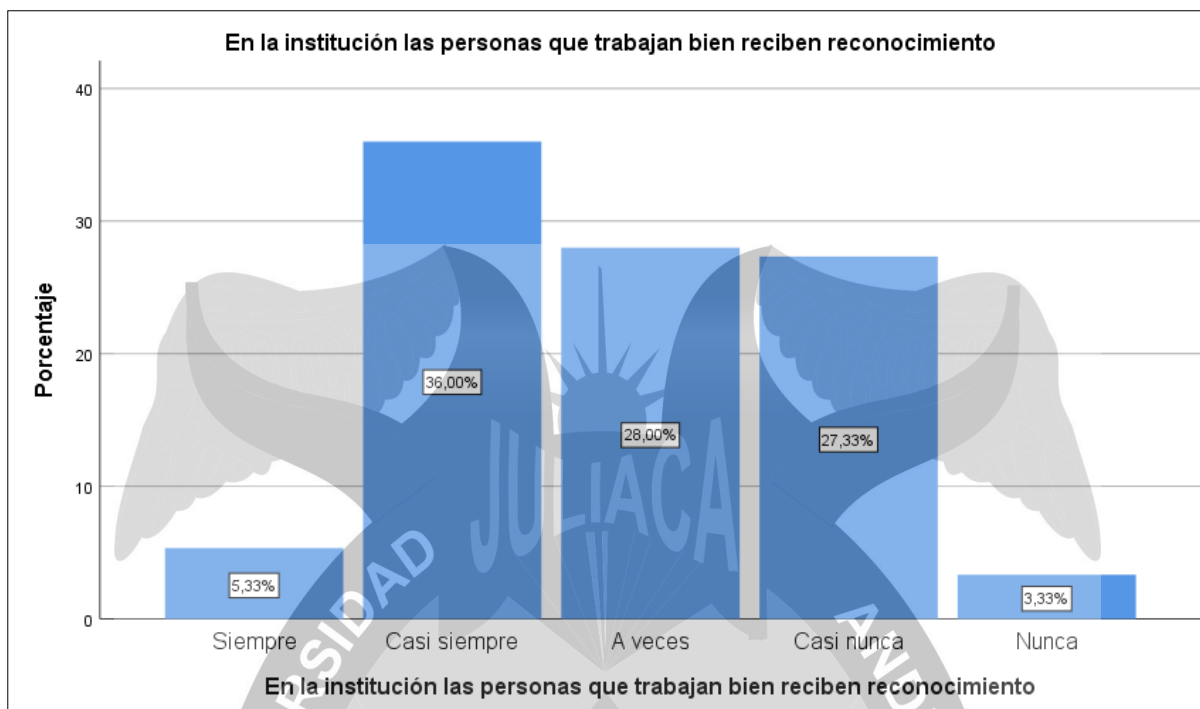 En la institución las personas que trabajan bien reciben reconocimiento
40
30
20
10
0
Porcentaje
5,33%
36,00%
28,00%
27,33%
3,33%
Siempre
Casi siempre
A veces
Casi nunca
Nunca
En la institución las personas que trabajan bien reciben reconocimiento
JULIACA